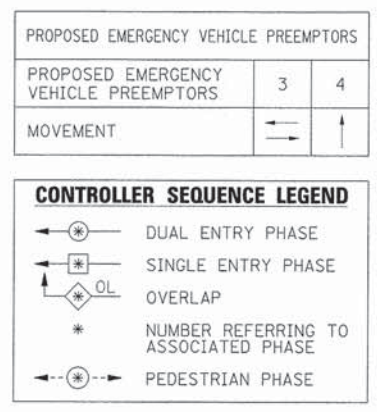 PROPOSED EMERGENCY VEHICLE PREEMPTORS
PROPOSED EMERGENCY
VEHICLE PREEMPTORS
3
4
MOVEMENT
CONTROLLER SEQUENCE LEGEND
* DUAL ENTRY PHASE
* SINGLE ENTRY PHASE
* OL OVERLAP
* NUMBER REFERRING TO
ASSOCIATED PHASE
* PEDESTRIAN PHASE